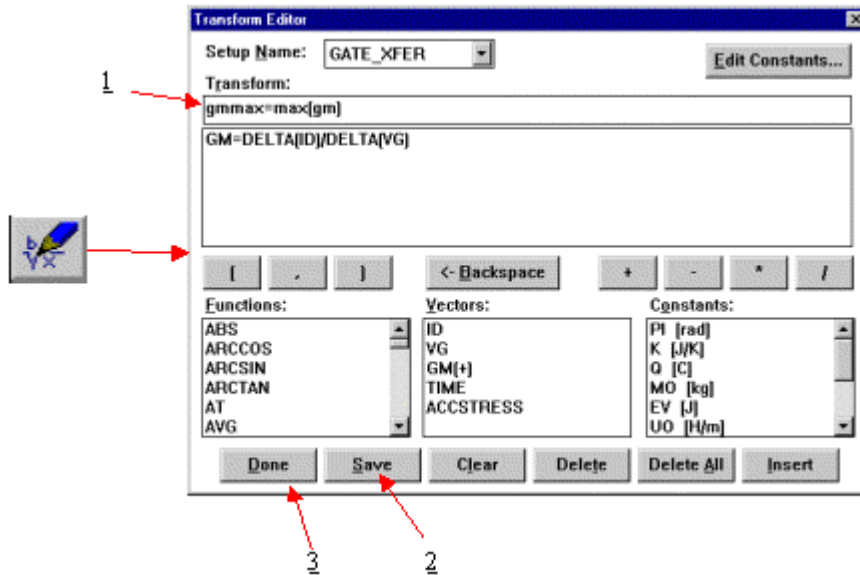 Transform Editor
Setup Name: GATE_XFER
Edit Constants...
1
Transform:
gmmax=max(gm)
GM=DELTA(ID)/DELTA(VG)
b
√x
( , ) <- Backspace + - * /
Functions: Vectors: Constants:
ABS ID PI [rad]
ARCCOS VG K [J/K]
ARCSIN GM(+) Q [C]
ARCTAN TIME MO [kg]
AT ACCSTRESS EV [J]
AVG UO [H/m]
Done Save Clear Delete Delete All Insert
3 2